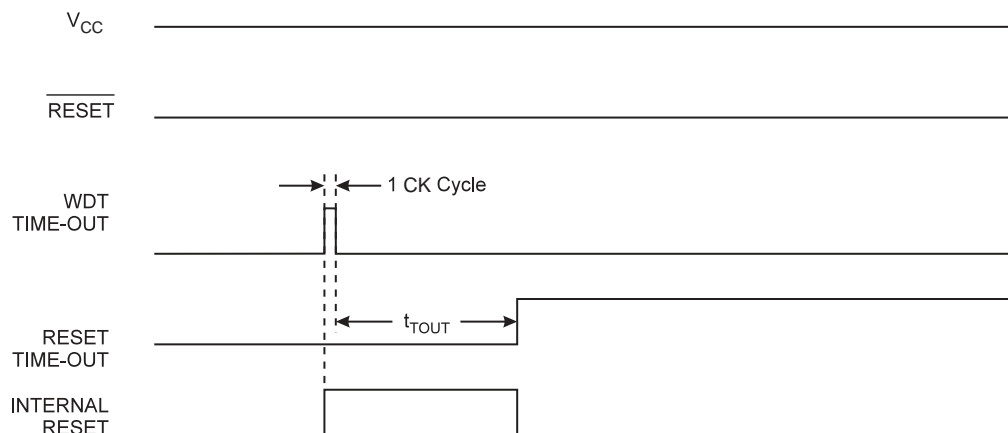 VCC
RESET
1 CK Cycle
WDT
TIME-OUT
tTOUT
RESET
TIME-OUT
INTERNAL
RESET